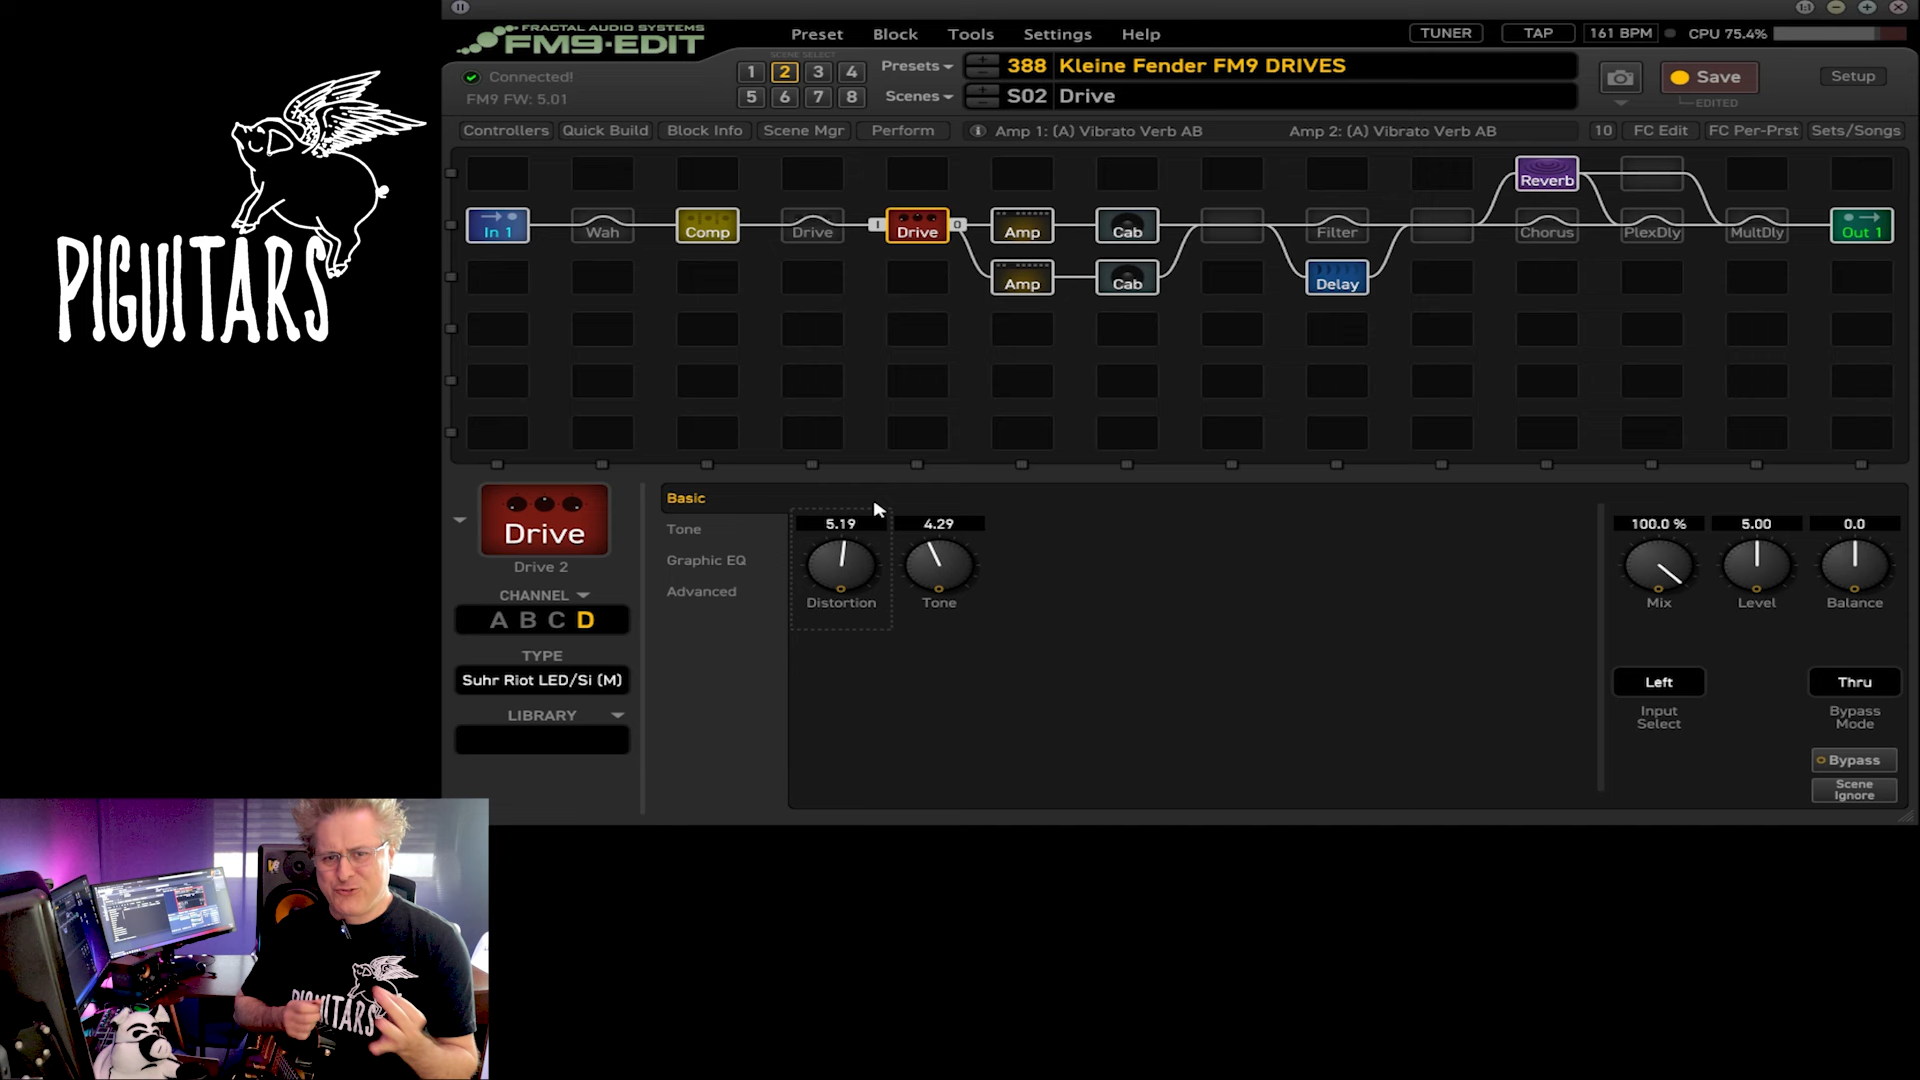 PIGUITARS
FRACTAL AUDIO SYSTEMS
FM9-EDIT
Connected!
FM9 FW: 5.01
Preset Block Tools Settings Help
TUNER TAP 161 BPM CPU 75.4%
SCENE SELECT
1 2 3 4
5 6 7 8
Presets 388 Kleine Fender FM9 DRIVES
Scenes S02 Drive
Save
EDITED
Setup
Controllers Quick Build Block Info Scene Mgr Perform
Amp 1: (A) Vibrato Verb AB Amp 2: (A) Vibrato Verb AB
10 FC Edit FC Per-Prst Sets/Songs
Reverb
In 1 Wah Comp Drive I Drive O Amp Cab Filter Chorus PlexDly MultDly Out 1
Amp Cab Delay
Drive
Drive 2
CHANNEL
A B C D
TYPE
Suhr Riot LED/Si (M)
LIBRARY
Basic
Tone
Graphic EQ
Advanced
5.19 4.29
Distortion Tone
100.0 % 5.00 0.0
Mix Level Balance
Left Thru
Input Select
Bypass Mode
Bypass
Scene Ignore
PIGUITARS